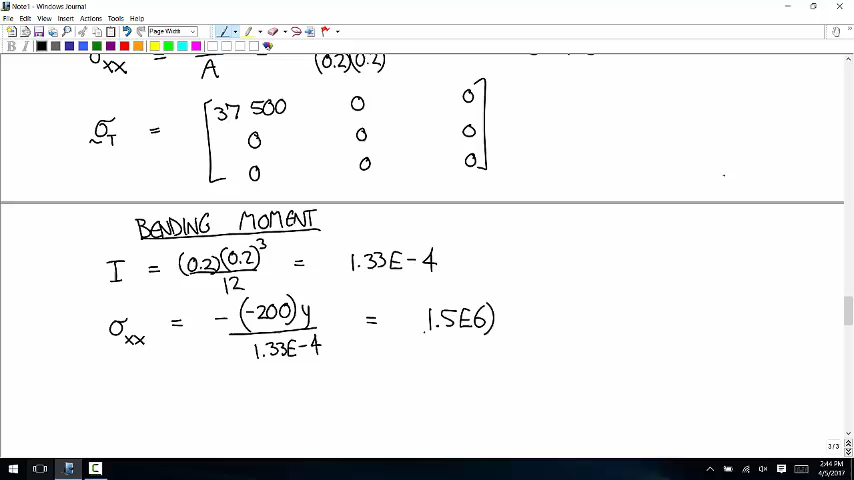 Note1 - Windows Journal
File Edit View Insert Actions Tools Help
Page Width
B I
σxx = A (0.2)(0.2)
σT = [37 500 0 0
0 0 0
0 0 0]
BENDING MOMENT
I = (0.2)(0.2)³ / 12 = 1.33E-4
σxx = -(-200)y / 1.33E-4 = 1.5E6)
3/3
2:44 PM
4/5/2017